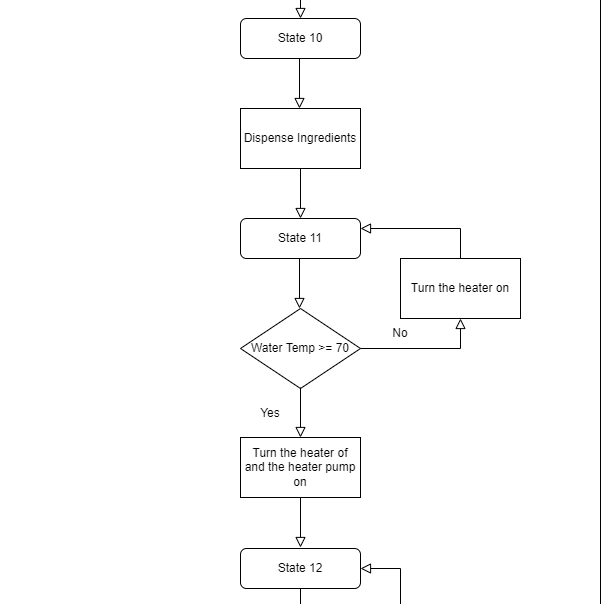 State 10
Dispense Ingredients
State 11
Turn the heater on
No
Water Temp >= 70
Yes
Turn the heater of
and the heater pump
on
State 12